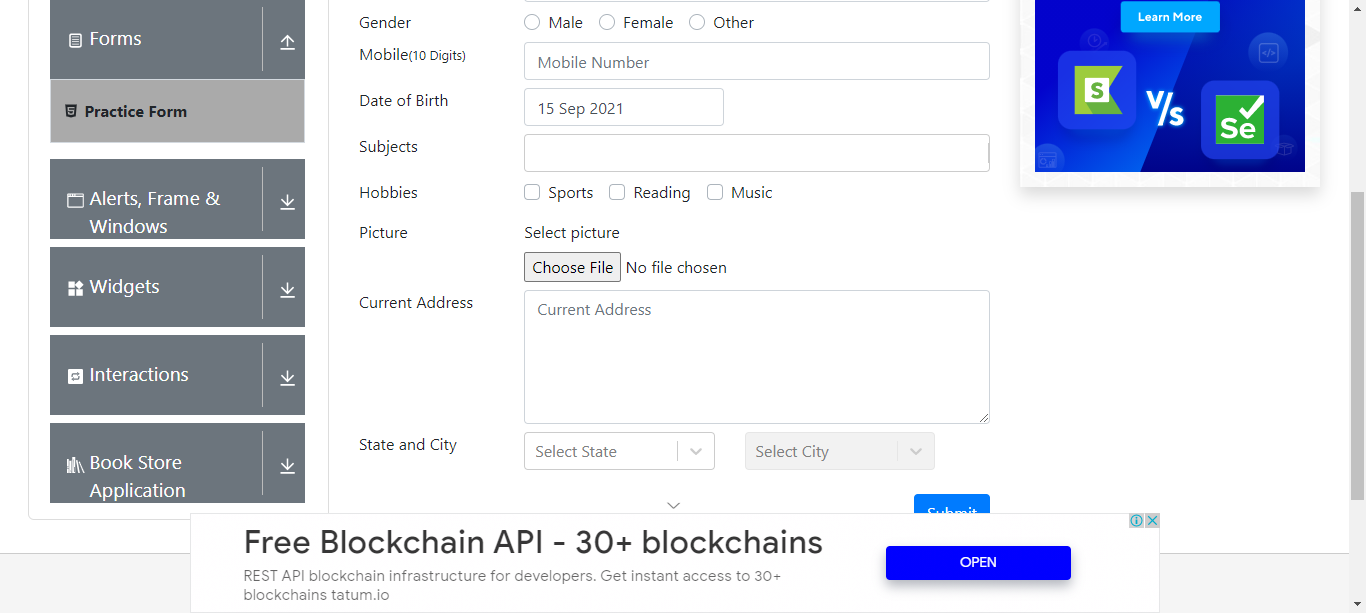 Forms
Practice Form
Alerts, Frame &
Windows
Widgets
Interactions
Book Store
Application
Gender
Male Female Other
Mobile(10 Digits)
Mobile Number
Date of Birth
15 Sep 2021
Subjects
Hobbies
Sports Reading Music
Picture
Select picture
Choose File No file chosen
Current Address
Current Address
State and City
Select State
Select City
Submit
Learn More
S
V/s
Se
Free Blockchain API - 30+ blockchains
REST API blockchain infrastructure for developers. Get instant access to 30+
blockchains tatum.io
OPEN